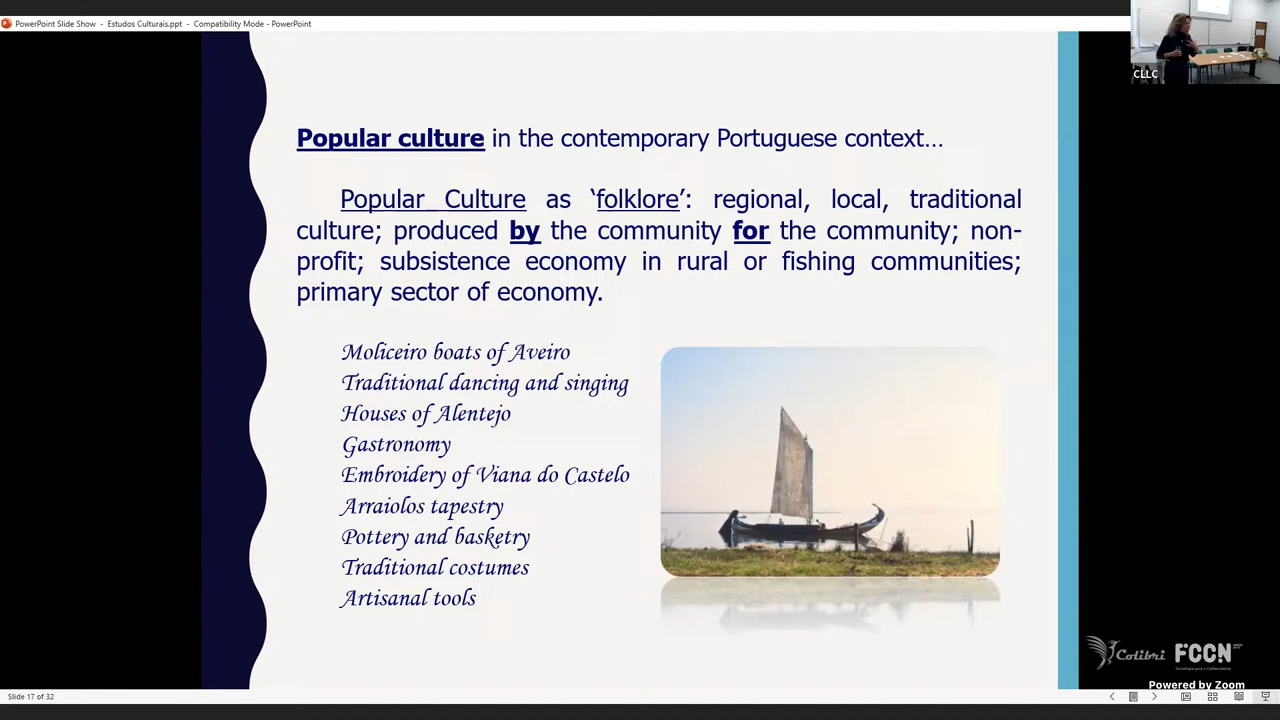 PowerPoint Slide Show - Estudos Culturais.ppt - Compatibility Mode - PowerPoint
CLLC
Popular culture in the contemporary Portuguese context...
Popular Culture as ‘folklore’: regional, local, traditional
culture; produced by the community for the community; non-
profit; subsistence economy in rural or fishing communities;
primary sector of economy.
Moliceiro boats of Aveiro
Traditional dancing and singing
Houses of Alentejo
Gastronomy
Embroidery of Viana do Castelo
Arraiolos tapestry
Pottery and basketry
Traditional costumes
Artisanal tools
Colibri FCCN
Powered by Zoom
Slide 17 of 32